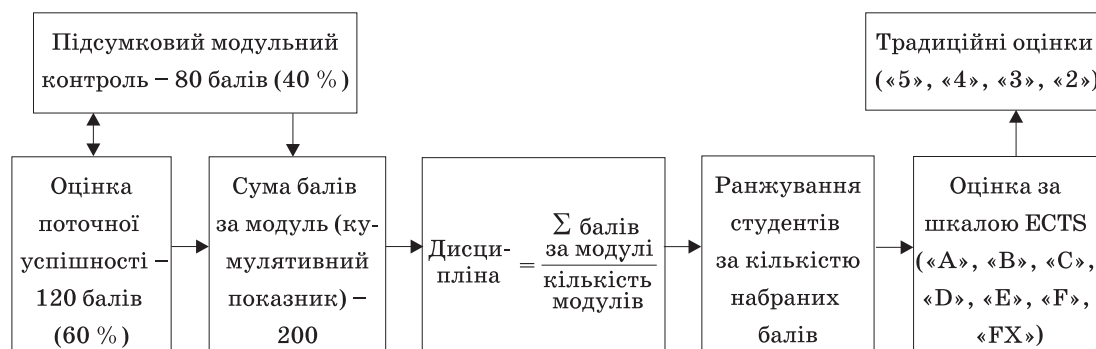 Підсумковий модульний
контроль – 80 балів (40 %)
Традиційні оцінки
(«5», «4», «3», «2»)
Оцінка
поточної
успішності –
120 балів
(60 %)
Сума балів
за модуль (ку-
мулятивний
показник) –
200
Дисци-
пліна
=
Σ балів
за модулі
кількість
модулів
Ранжування
студентів
за кількістю
набраних
балів
Оцінка за
шкалою ECTS
(«A», «B», «C»,
«D», «E», «F»,
«FX»)